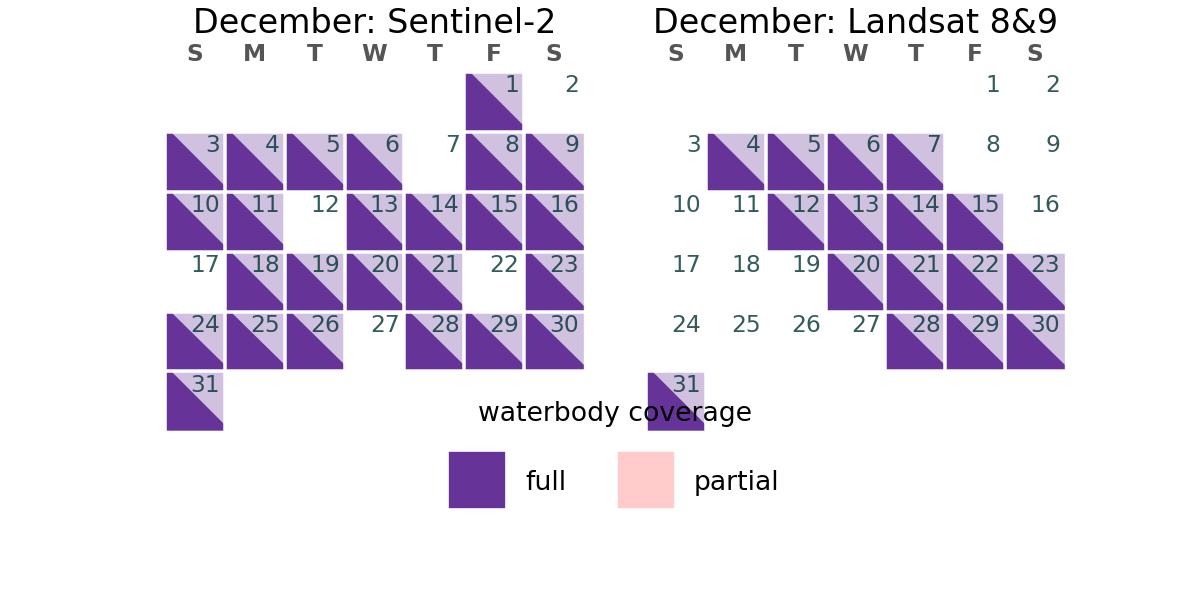 December: Sentinel-2
S M T W T F S
1 2
3 4 5 6 7 8 9
10 11 12 13 14 15 16
17 18 19 20 21 22 23
24 25 26 27 28 29 30
31
December: Landsat 8&9
S M T W T F S
1 2
3 4 5 6 7 8 9
10 11 12 13 14 15 16
17 18 19 20 21 22 23
24 25 26 27 28 29 30
31
waterbody coverage
full partial